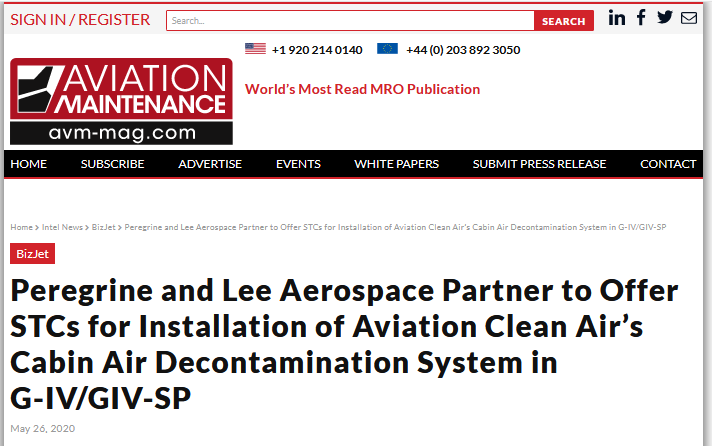 SIGN IN / REGISTER
Search...
SEARCH
+1 920 214 0140
+44 (0) 203 892 3050
AVIATION
MAINTENANCE
avm-mag.com
World's Most Read MRO Publication
HOME SUBSCRIBE ADVERTISE EVENTS WHITE PAPERS SUBMIT PRESS RELEASE CONTACT
Home > Intel News > BizJet > Peregrine and Lee Aerospace Partner to Offer STCs for Installation of Aviation Clean Air's Cabin Air Decontamination System in G-IV/GIV-SP
BizJet
Peregrine and Lee Aerospace Partner to Offer
STCs for Installation of Aviation Clean Air’s
Cabin Air Decontamination System in
G-IV/GIV-SP
May 26, 2020